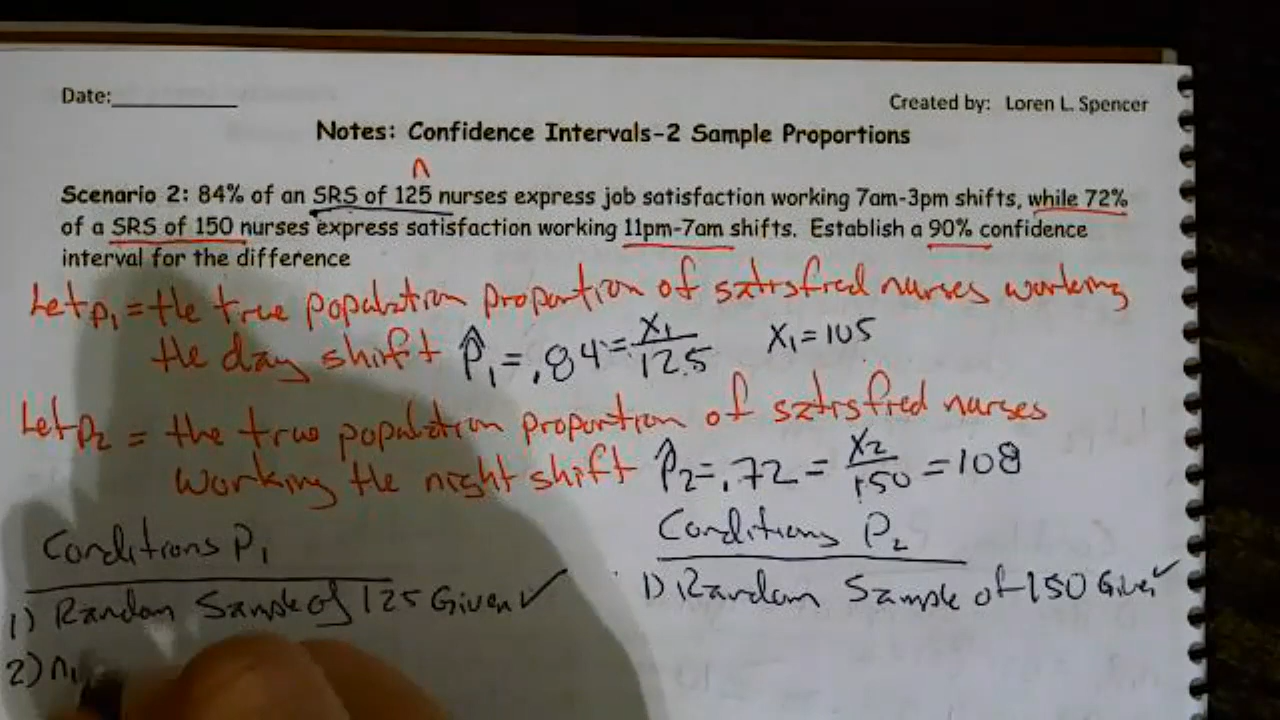 Date:__________ Created by: Loren L. Spencer
Notes: Confidence Intervals-2 Sample Proportions
n
Scenario 2: 84% of an SRS of 125 nurses express job satisfaction working 7am-3pm shifts, while 72%
of a SRS of 150 nurses express satisfaction working 11pm-7am shifts. Establish a 90% confidence
interval for the difference
Let p₁ = the true population proportion of satisfied nurses working
the day shift p̂₁ = .84 = x₁/125 x₁ = 105
Let p₂ = the true population proportion of satisfied nurses
working the night shift p̂₂ = .72 = x₂/150 = 108
Conditions P₁ Conditions P₂
1) Random Sample of 125 Given ✓ 1) Random Sample of 150 Given ✓
2) n₁